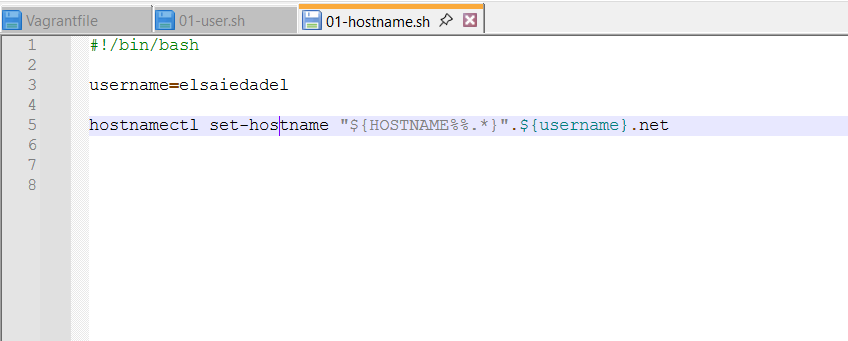 Vagrantfile 01-user.sh 01-hostname.sh
1 #!/bin/bash
2
3 username=elsaiedadel
4
5 hostnamectl set-hostname "${HOSTNAME%%.*}".${username}.net
6
7
8